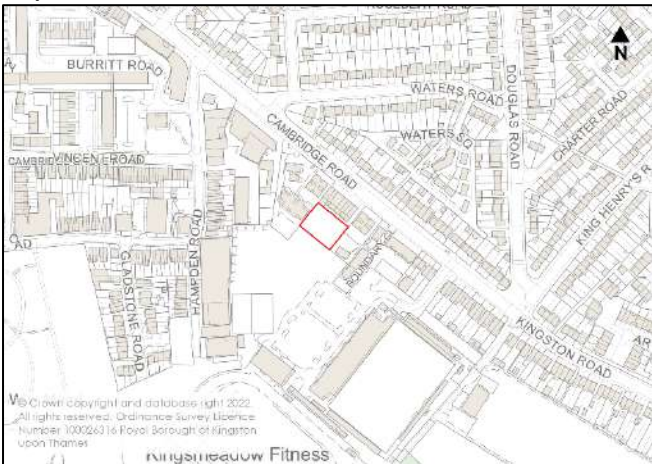 N
BURRITT ROAD
WATERS ROAD
DOUGLAS ROAD
CHARTER ROAD
WATERS SQ
CAMBRIDGE ROAD
KING HENRY'S R
HAMPDEN ROAD
GLADSTONE ROAD
BOUNDARY
KINGSTON ROAD
AR
© Crown copyright and database right 2022.
All rights reserved. Ordnance Survey Licence
Number 100026316 Royal Borough of Kingston
upon Thames
Kingsmeadow Fitness